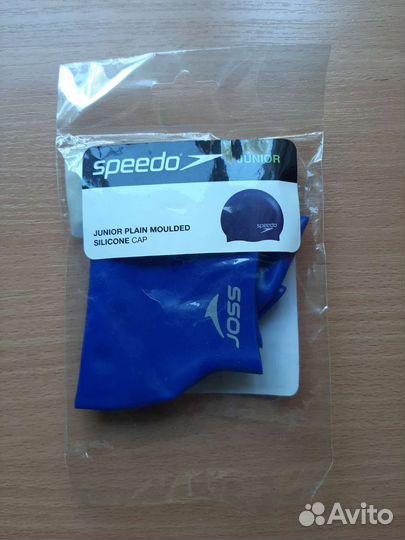 speedo JUNIOR
JUNIOR PLAIN MOULDED
SILICONE CAP
speedo
JOSS
Avito